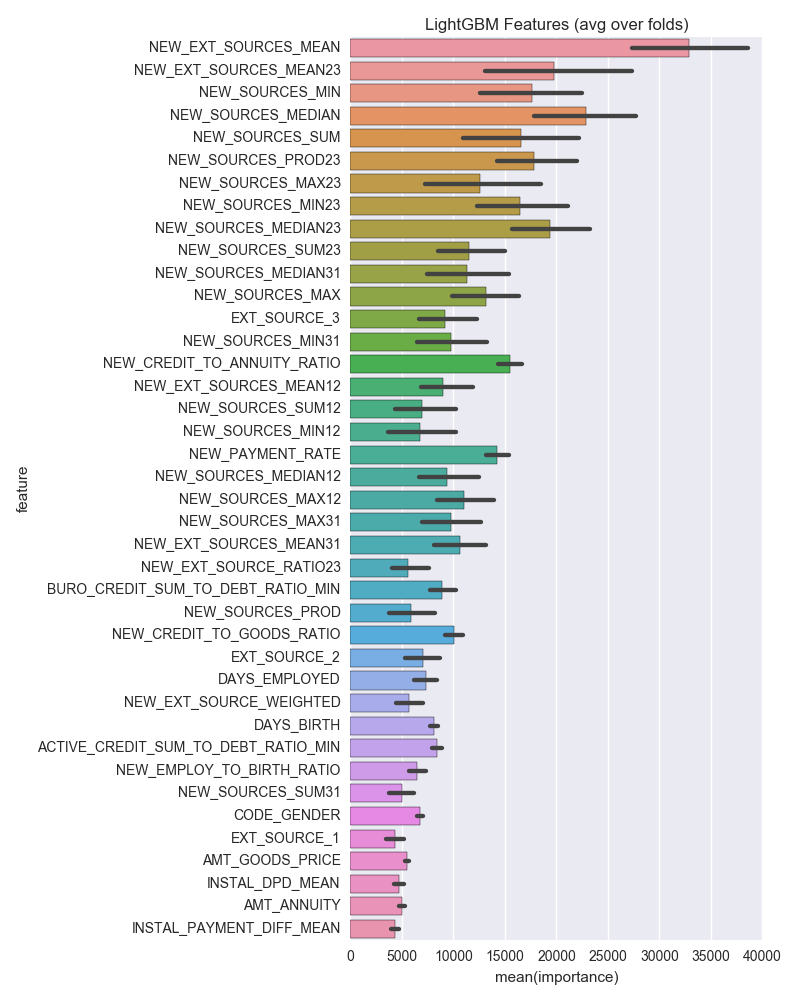 LightGBM Features (avg over folds)
NEW_EXT_SOURCES_MEAN
NEW_EXT_SOURCES_MEAN23
NEW_SOURCES_MIN
NEW_SOURCES_MEDIAN
NEW_SOURCES_SUM
NEW_SOURCES_PROD23
NEW_SOURCES_MAX23
NEW_SOURCES_MIN23
NEW_SOURCES_MEDIAN23
NEW_SOURCES_SUM23
NEW_SOURCES_MEDIAN31
NEW_SOURCES_MAX
EXT_SOURCE_3
NEW_SOURCES_MIN31
NEW_CREDIT_TO_ANNUITY_RATIO
NEW_EXT_SOURCES_MEAN12
NEW_SOURCES_SUM12
NEW_SOURCES_MIN12
NEW_PAYMENT_RATE
NEW_SOURCES_MEDIAN12
NEW_SOURCES_MAX12
NEW_SOURCES_MAX31
NEW_EXT_SOURCES_MEAN31
NEW_EXT_SOURCE_RATIO23
BURO_CREDIT_SUM_TO_DEBT_RATIO_MIN
NEW_SOURCES_PROD
NEW_CREDIT_TO_GOODS_RATIO
EXT_SOURCE_2
DAYS_EMPLOYED
NEW_EXT_SOURCE_WEIGHTED
DAYS_BIRTH
ACTIVE_CREDIT_SUM_TO_DEBT_RATIO_MIN
NEW_EMPLOY_TO_BIRTH_RATIO
NEW_SOURCES_SUM31
CODE_GENDER
EXT_SOURCE_1
AMT_GOODS_PRICE
INSTAL_DPD_MEAN
AMT_ANNUITY
INSTAL_PAYMENT_DIFF_MEAN
feature
0 5000 10000 15000 20000 25000 30000 35000 40000
mean(importance)